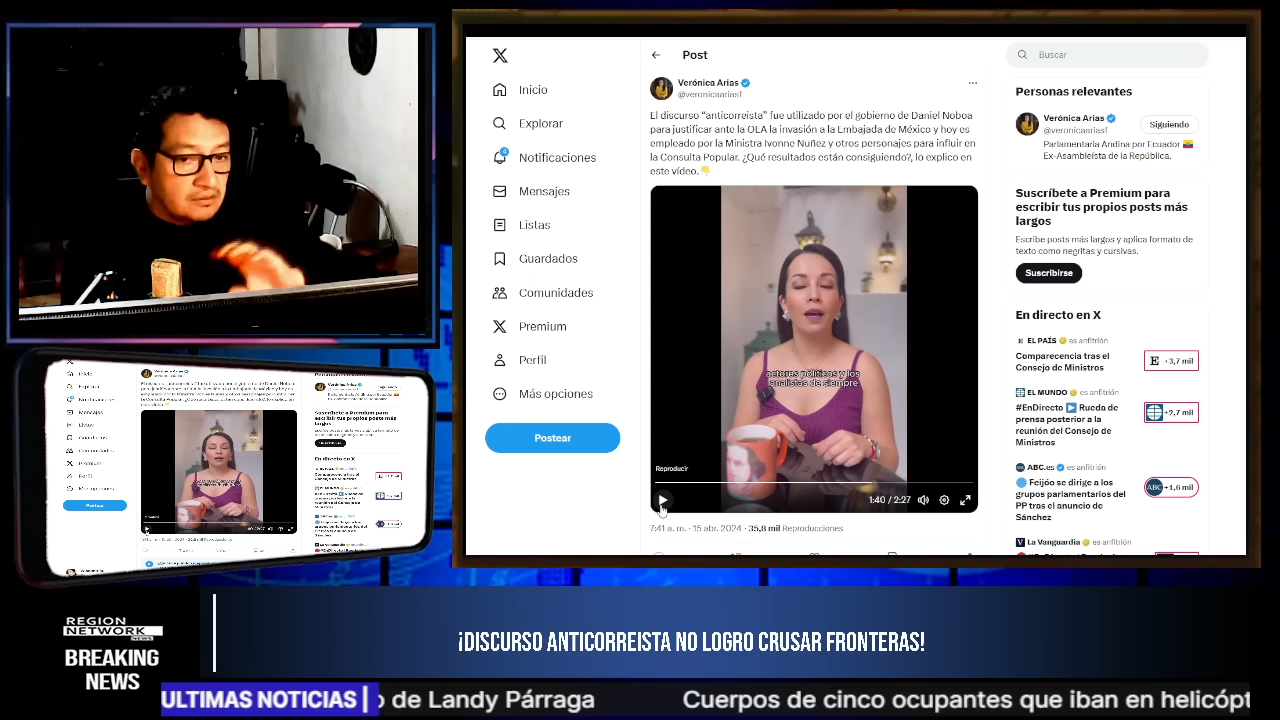 Post
Buscar
Inicio
Explorar
Notificaciones
Mensajes
Listas
Guardados
Comunidades
Premium
Perfil
Más opciones
Postear
Verónica Arias
@veronicaariasf
El discurso “anticorreista” fue utilizado por el gobierno de Daniel Noboa
para justificar ante la OEA la invasión a la Embajada de México y hoy es
empleado por la Ministra Ivonne Nuñez y otros personajes para influir en
la Consulta Popular. ¿Qué resultados están consiguiendo?, lo explico en
este vídeo.👇
actores políticos y los
analistas de siempre
Reproducir
1:40 / 2:27
7:41 a. m. · 15 abr. 2024 · 35,8 mil Reproducciones
Personas relevantes
Verónica Arias
@veronicaariasf
Siguiendo
Parlamentaria Andina por Ecuador 🇪🇨
Ex-Asambleísta de la República.
Suscríbete a Premium para
escribir tus propios posts más
largos
Escribe posts más largos y aplica formato de
texto como negritas y cursivas.
Suscribirse
En directo en X
E EL PAÍS es anfitrión
Comparecencia tras el
Consejo de Ministros
E +3,7 mil
EL MUNDO es anfitrión
#EnDirecto ▶️ Rueda de
prensa posterior a la
reunión del Consejo de
Ministros
+2,7 mil
ABC.es es anfitrión
🔵 Feijóo se dirige a los
grupos parlamentarios del
PP tras el anuncio de
Sánchez
ABC +1,6 mil
V La Vanguardia es anfitrión
REGION
NETWORK
NEWS
BREAKING
NEWS
¡DISCURSO ANTICORREISTA NO LOGRO CRUSAR FRONTERAS!
ULTIMAS NOTICIAS | o de Landy Párraga Cuerpos de cinco ocupantes que iban en helicópt